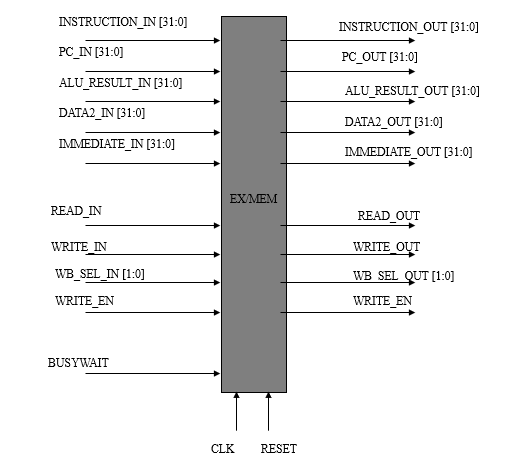 INSTRUCTION_IN [31:0]
INSTRUCTION_OUT [31:0]
PC_IN [31:0]
PC_OUT [31:0]
ALU_RESULT_IN [31:0]
ALU_RESULT_OUT [31:0]
DATA2_IN [31:0]
DATA2_OUT [31:0]
IMMEDIATE_IN [31:0]
IMMEDIATE_OUT [31:0]
EX/MEM
READ_IN
READ_OUT
WRITE_IN
WRITE_OUT
WB_SEL_IN [1:0]
WB_SEL_OUT [1:0]
WRITE_EN
WRITE_EN
BUSYWAIT
CLK
RESET